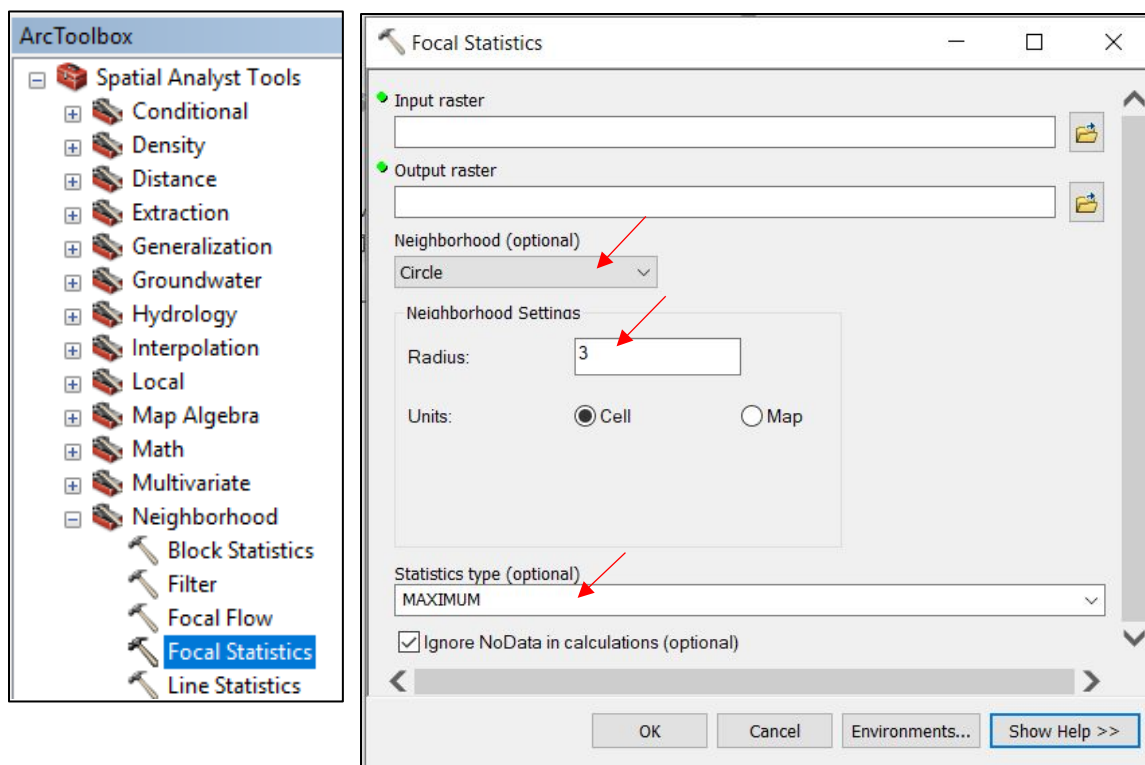 ArcToolbox
Spatial Analyst Tools
Conditional
Density
Distance
Extraction
Generalization
Groundwater
Hydrology
Interpolation
Local
Map Algebra
Math
Multivariate
Neighborhood
Block Statistics
Filter
Focal Flow
Focal Statistics
Line Statistics
Focal Statistics
Input raster
Output raster
Neighborhood (optional)
Circle
Neighborhood Settings
Radius: 3
Units: Cell Map
Statistics type (optional)
MAXIMUM
Ignore NoData in calculations (optional)
OK Cancel Environments... Show Help >>